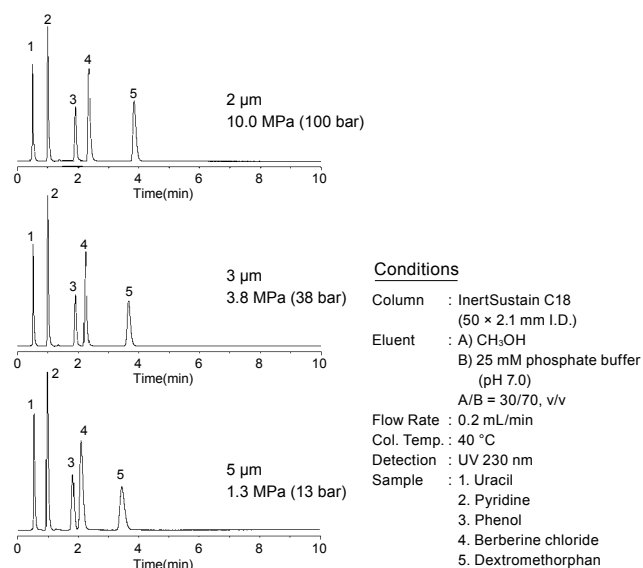 1
2
3
4
5
2 µm
10.0 MPa (100 bar)
0 2 4 6 8 10
Time(min)
1
2
3
4
5
3 µm
3.8 MPa (38 bar)
0 2 4 6 8 10
Time(min)
1
2
3
4
5
5 µm
1.3 MPa (13 bar)
0 2 4 6 8 10
Time(min)
Conditions
Column : InertSustain C18
(50 × 2.1 mm I.D.)
Eluent : A) CH₃OH
B) 25 mM phosphate buffer
(pH 7.0)
A/B = 30/70, v/v
Flow Rate : 0.2 mL/min
Col. Temp. : 40 °C
Detection : UV 230 nm
Sample : 1. Uracil
2. Pyridine
3. Phenol
4. Berberine chloride
5. Dextromethorphan